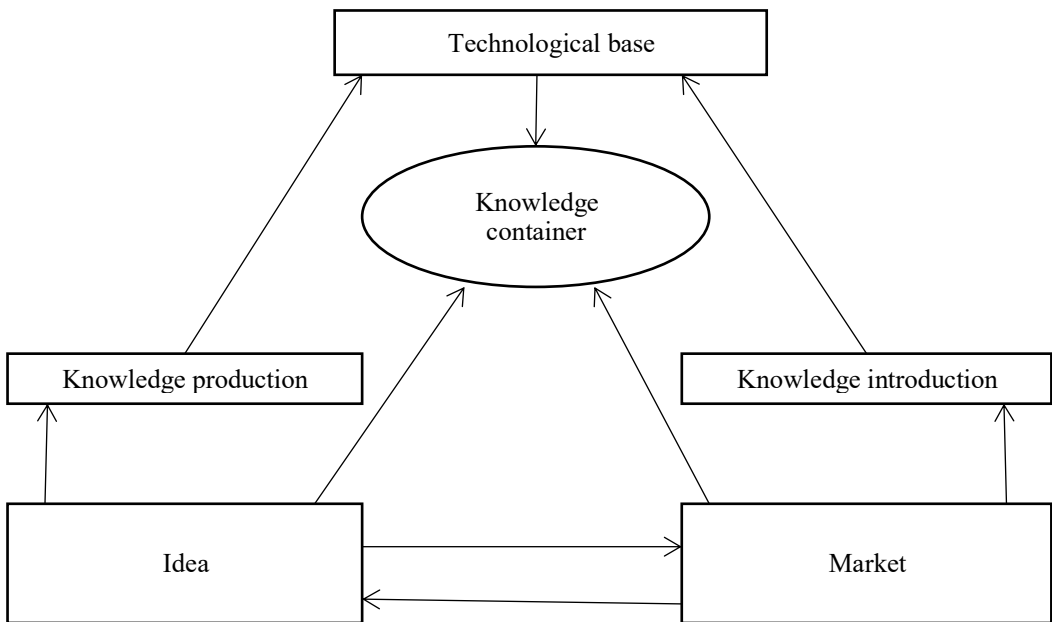 Technological base
Knowledge
container
Knowledge production
Knowledge introduction
Idea
Market